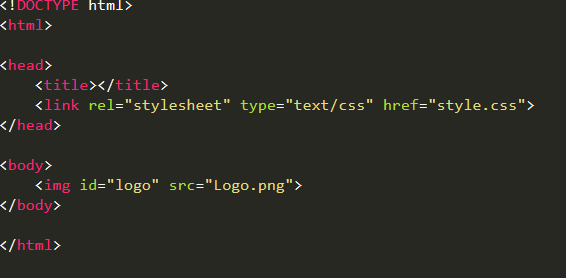 <!DOCTYPE html>
<html>
<head>
<title></title>
<link rel="stylesheet" type="text/css" href="style.css">
</head>
<body>
<img id="logo" src="Logo.png">
</body>
</html>